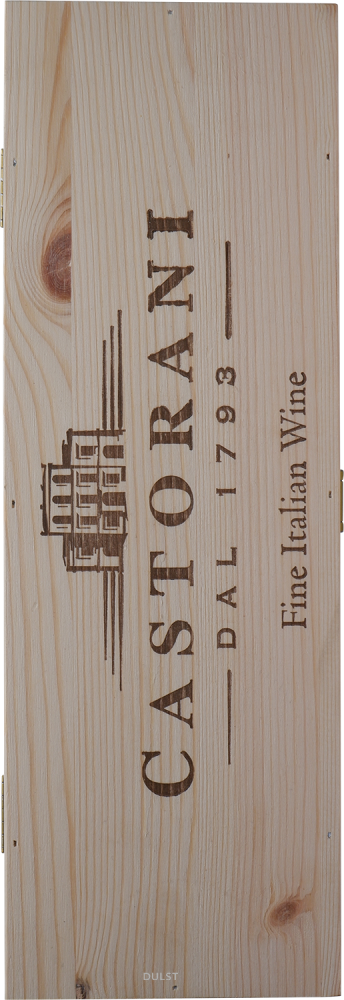 CASTORANI
DAL 1793
Fine Italian Wine
DULST